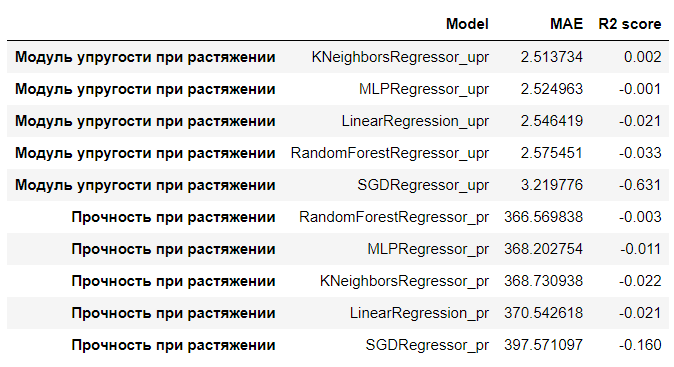 Model MAE R2 score
Модуль упругости при растяжении KNeighborsRegressor_upr 2.513734 0.002
Модуль упругости при растяжении MLPRegressor_upr 2.524963 -0.001
Модуль упругости при растяжении LinearRegression_upr 2.546419 -0.021
Модуль упругости при растяжении RandomForestRegressor_upr 2.575451 -0.033
Модуль упругости при растяжении SGDRegressor_upr 3.219776 -0.631
Прочность при растяжении RandomForestRegressor_pr 366.569838 -0.003
Прочность при растяжении MLPRegressor_pr 368.202754 -0.011
Прочность при растяжении KNeighborsRegressor_pr 368.730938 -0.022
Прочность при растяжении LinearRegression_pr 370.542618 -0.021
Прочность при растяжении SGDRegressor_pr 397.571097 -0.160